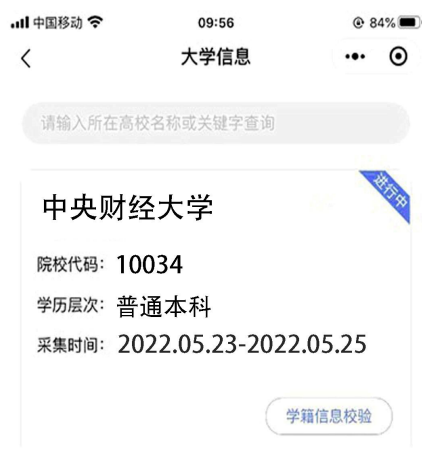 中国移动 09:56 84%
大学信息
请输入所在高校名称或关键字查询
进行中
中央财经大学
院校代码： 10034
学历层次： 普通本科
采集时间： 2022.05.23-2022.05.25
学籍信息校验